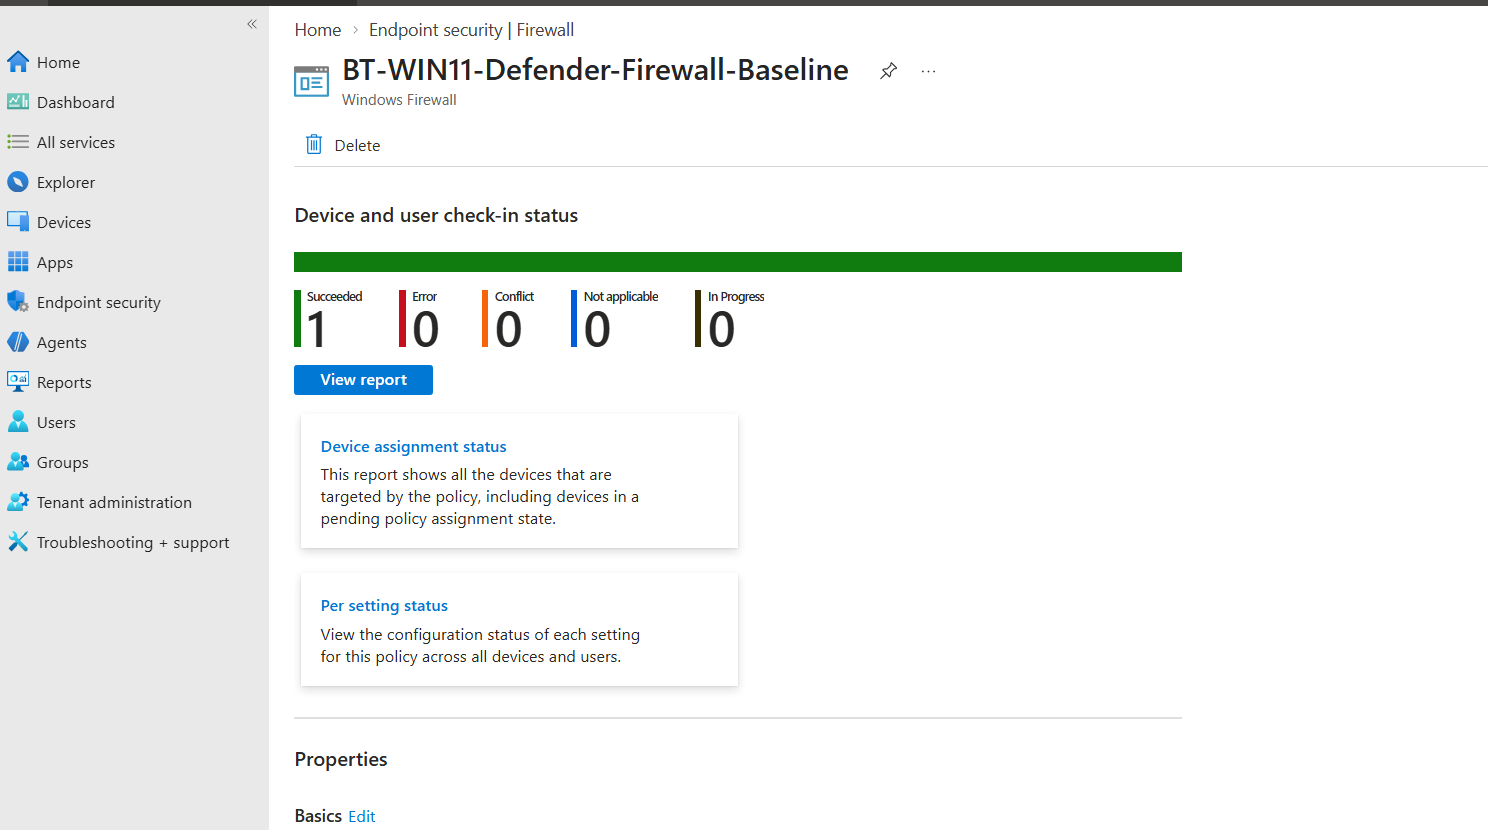 «
Home
Dashboard
All services
Explorer
Devices
Apps
Endpoint security
Agents
Reports
Users
Groups
Tenant administration
Troubleshooting + support
Home > Endpoint security | Firewall
BT-WIN11-Defender-Firewall-Baseline ...
Windows Firewall
Delete
Device and user check-in status
Succeeded Error Conflict Not applicable In Progress
1 0 0 0 0
View report
Device assignment status
This report shows all the devices that are
targeted by the policy, including devices in a
pending policy assignment state.
Per setting status
View the configuration status of each setting
for this policy across all devices and users.
Properties
Basics Edit